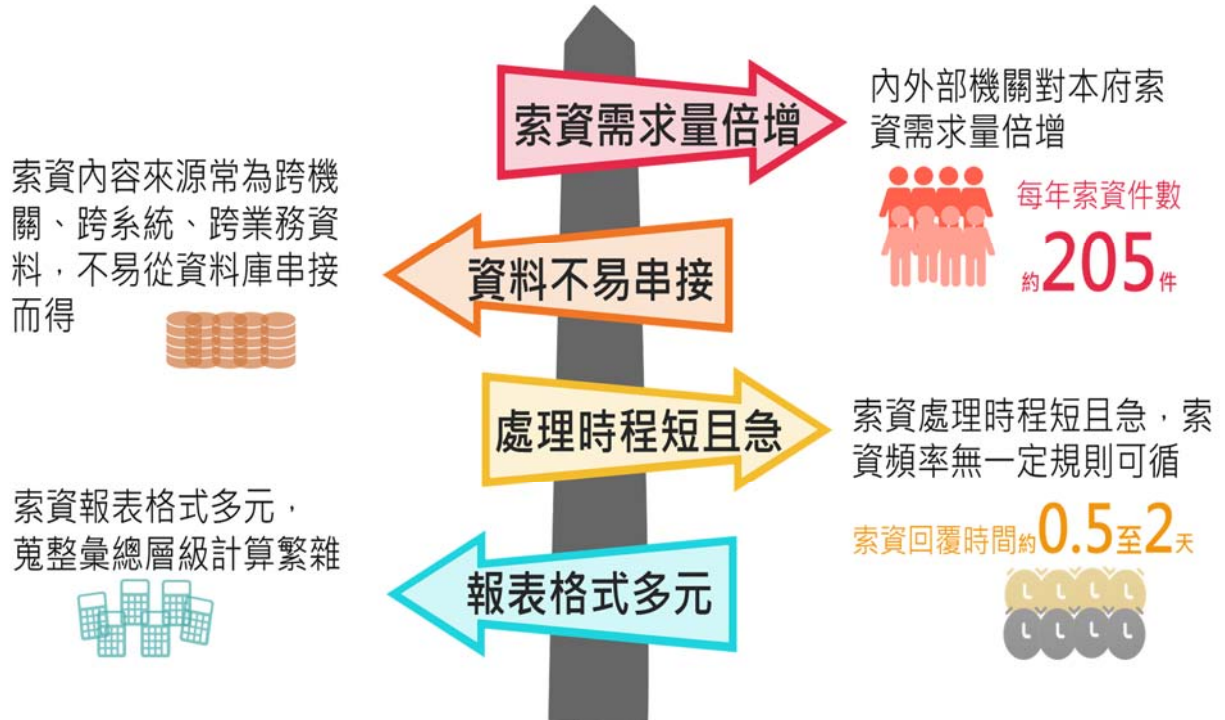 索資需求量倍增
內外部機關對本府索
資需求量倍增
每年索資件數
約205件
資料不易串接
索資內容來源常為跨機
關、跨系統、跨業務資
料，不易從資料庫串接
而得
處理時程短且急
索資處理時程短且急，索
資頻率無一定規則可循
索資回覆時間約0.5至2天
報表格式多元
索資報表格式多元，
蒐整彙總層級計算繁雜